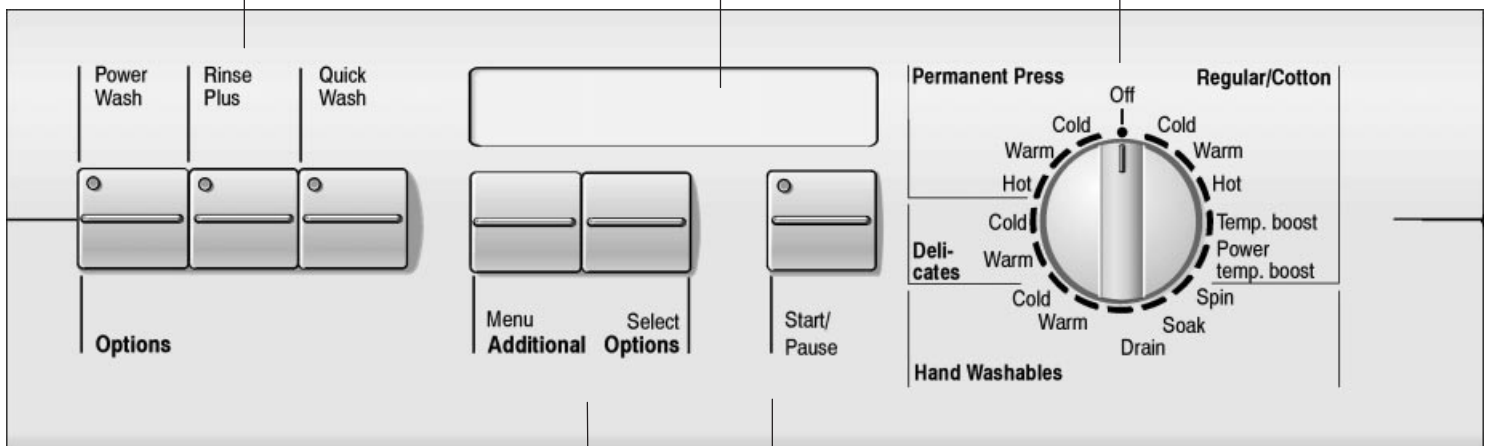 Power
Wash
Rinse
Plus
Quick
Wash
Options
Menu
Select
Additional Options
Start/
Pause
Permanent Press
Regular/Cotton
Off
Cold
Warm
Hot
Cold
Warm
Hot
Temp. boost
Power
temp. boost
Deli-
cates
Cold
Warm
Cold
Warm
Spin
Soak
Drain
Hand Washables